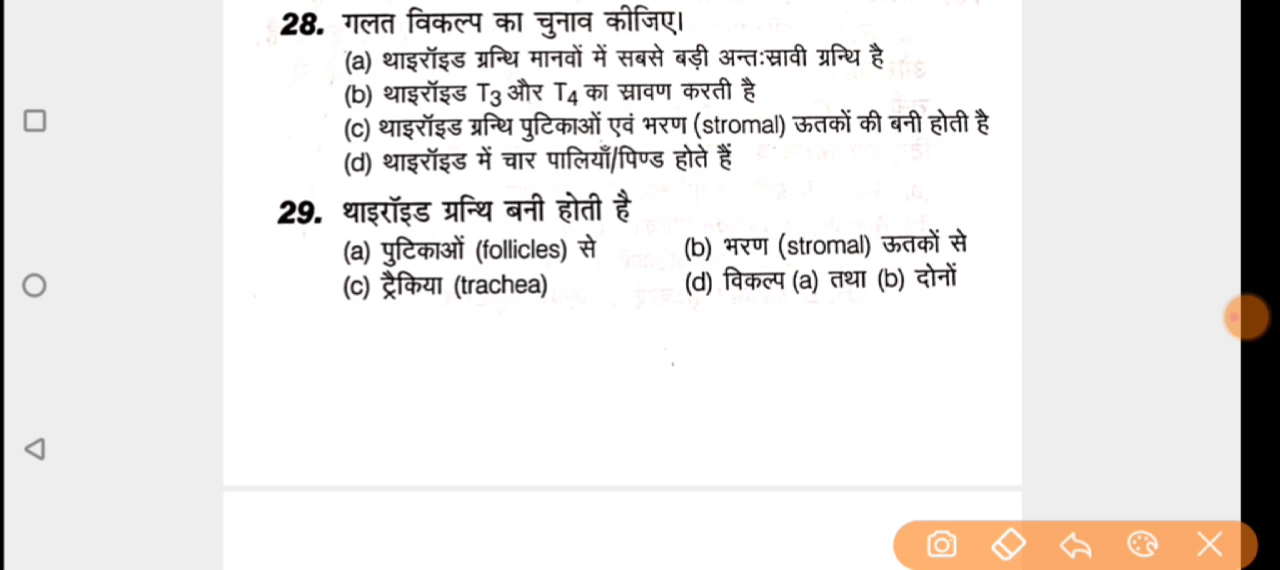 28. गलत विकल्प का चुनाव कीजिए।
(a) थाइरॉइड ग्रन्थि मानवों में सबसे बड़ी अन्तःस्रावी ग्रन्थि है
(b) थाइरॉइड T3 और T4 का स्रावण करती है
(c) थाइरॉइड ग्रन्थि पुटिकाओं एवं भरण (stromal) ऊतकों की बनी होती है
(d) थाइरॉइड में चार पालियाँ/पिण्ड होते हैं
29. थाइरॉइड ग्रन्थि बनी होती है
(a) पुटिकाओं (follicles) से (b) भरण (stromal) ऊतकों से
(c) ट्रैकिया (trachea) (d) विकल्प (a) तथा (b) दोनों